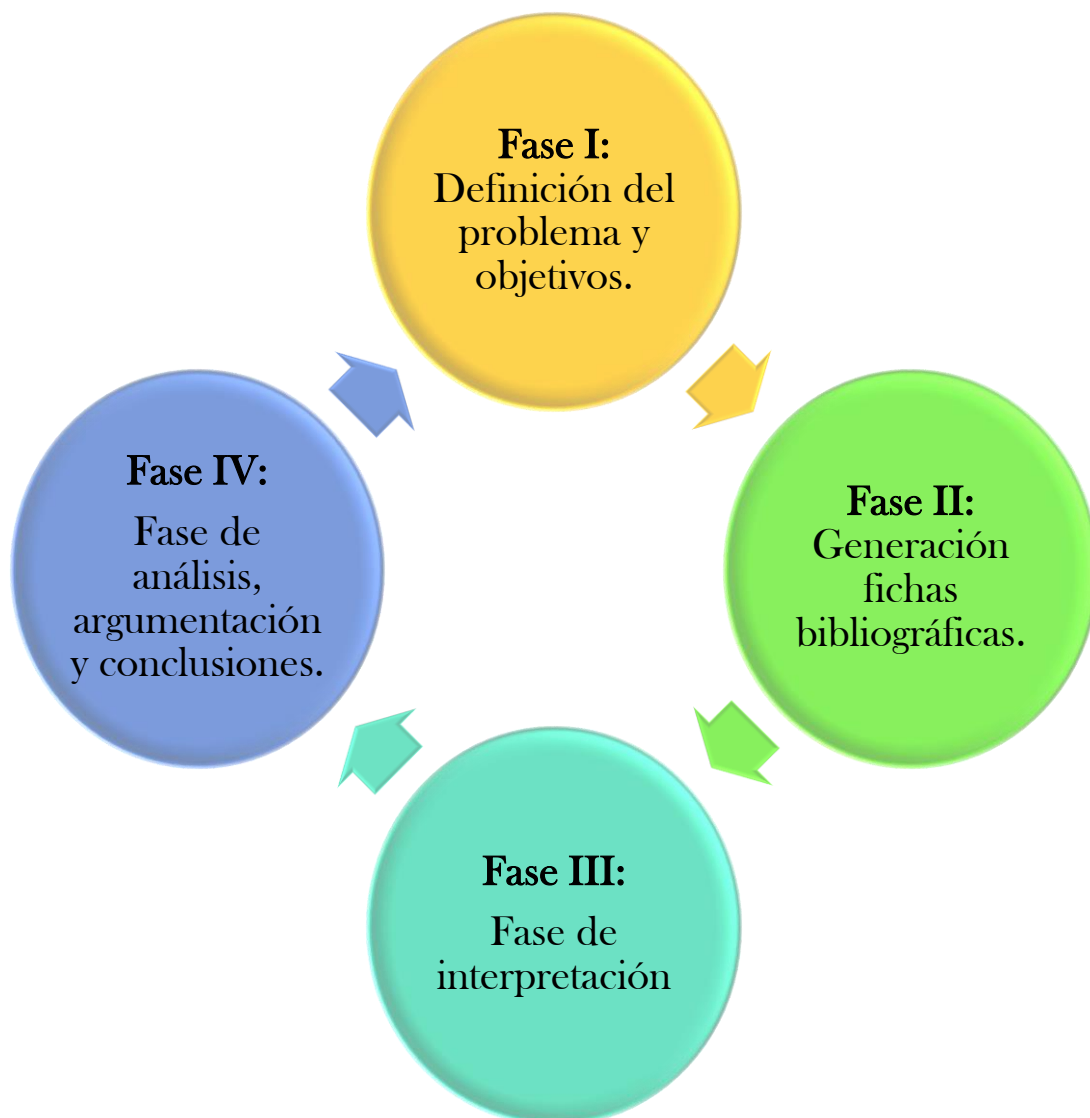 Fase I:
Definición del
problema y
objetivos.
Fase II:
Generación
fichas
bibliográficas.
Fase III:
Fase de
interpretación
Fase IV:
Fase de
análisis,
argumentación
y conclusiones.